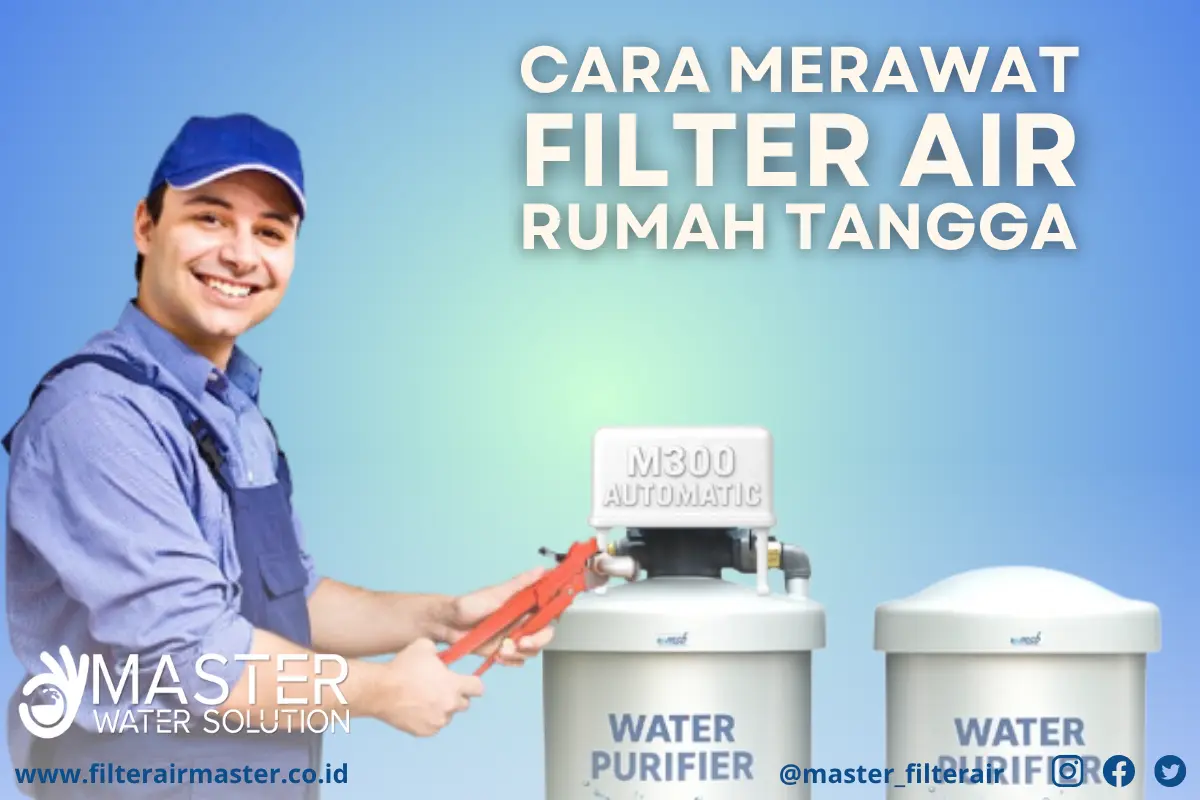 CARA MERAWAT
FILTER AIR
RUMAH TANGGA
M300
AUTOMATIC
WATER
PURIFIER
WATER
PURIFIER
MASTER
WATER SOLUTION
www.filterairmaster.co.id
@master_filterair